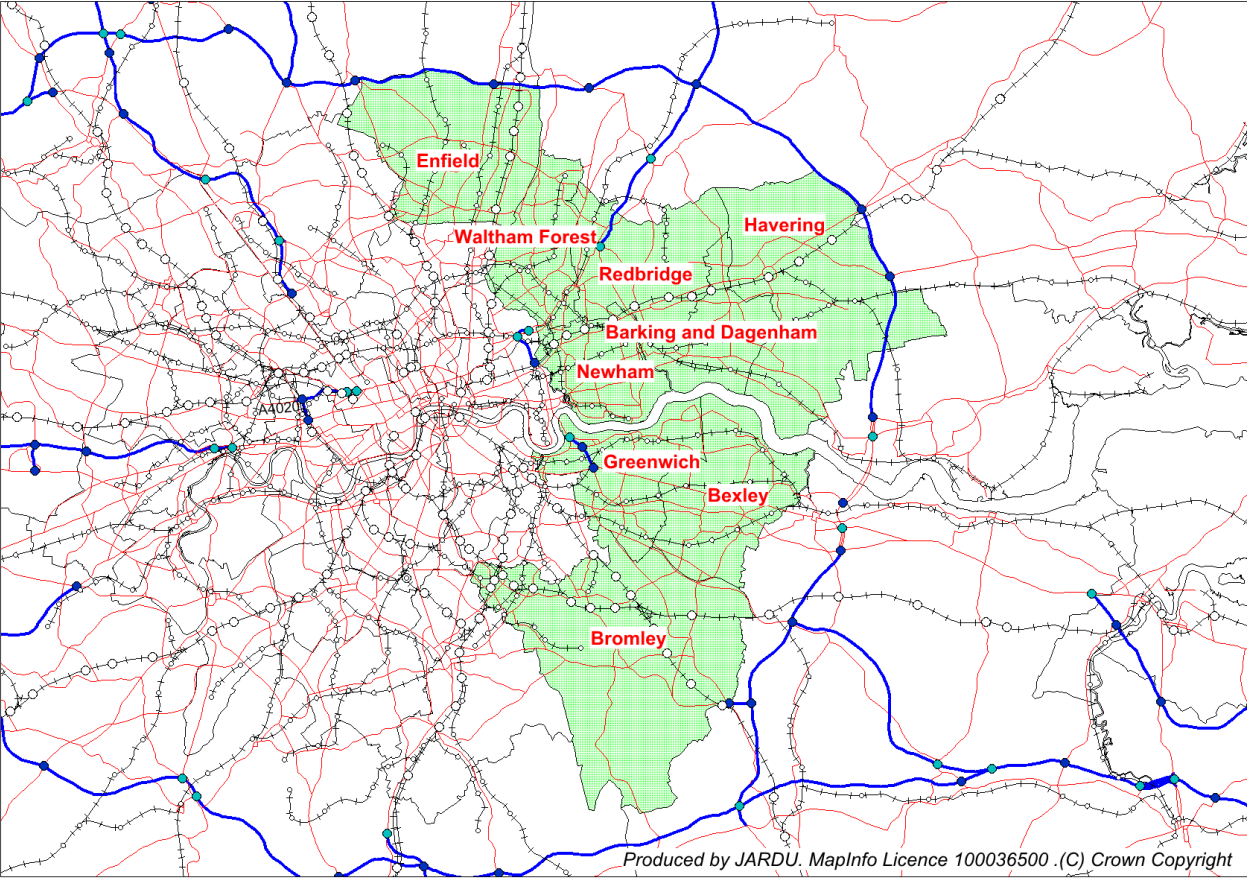 Enfield
Havering
Waltham Forest
Redbridge
Barking and Dagenham
Newham
A4020
Greenwich
Bexley
Bromley
Produced by JARDU. MapInfo Licence 100036500 .(C) Crown Copyright